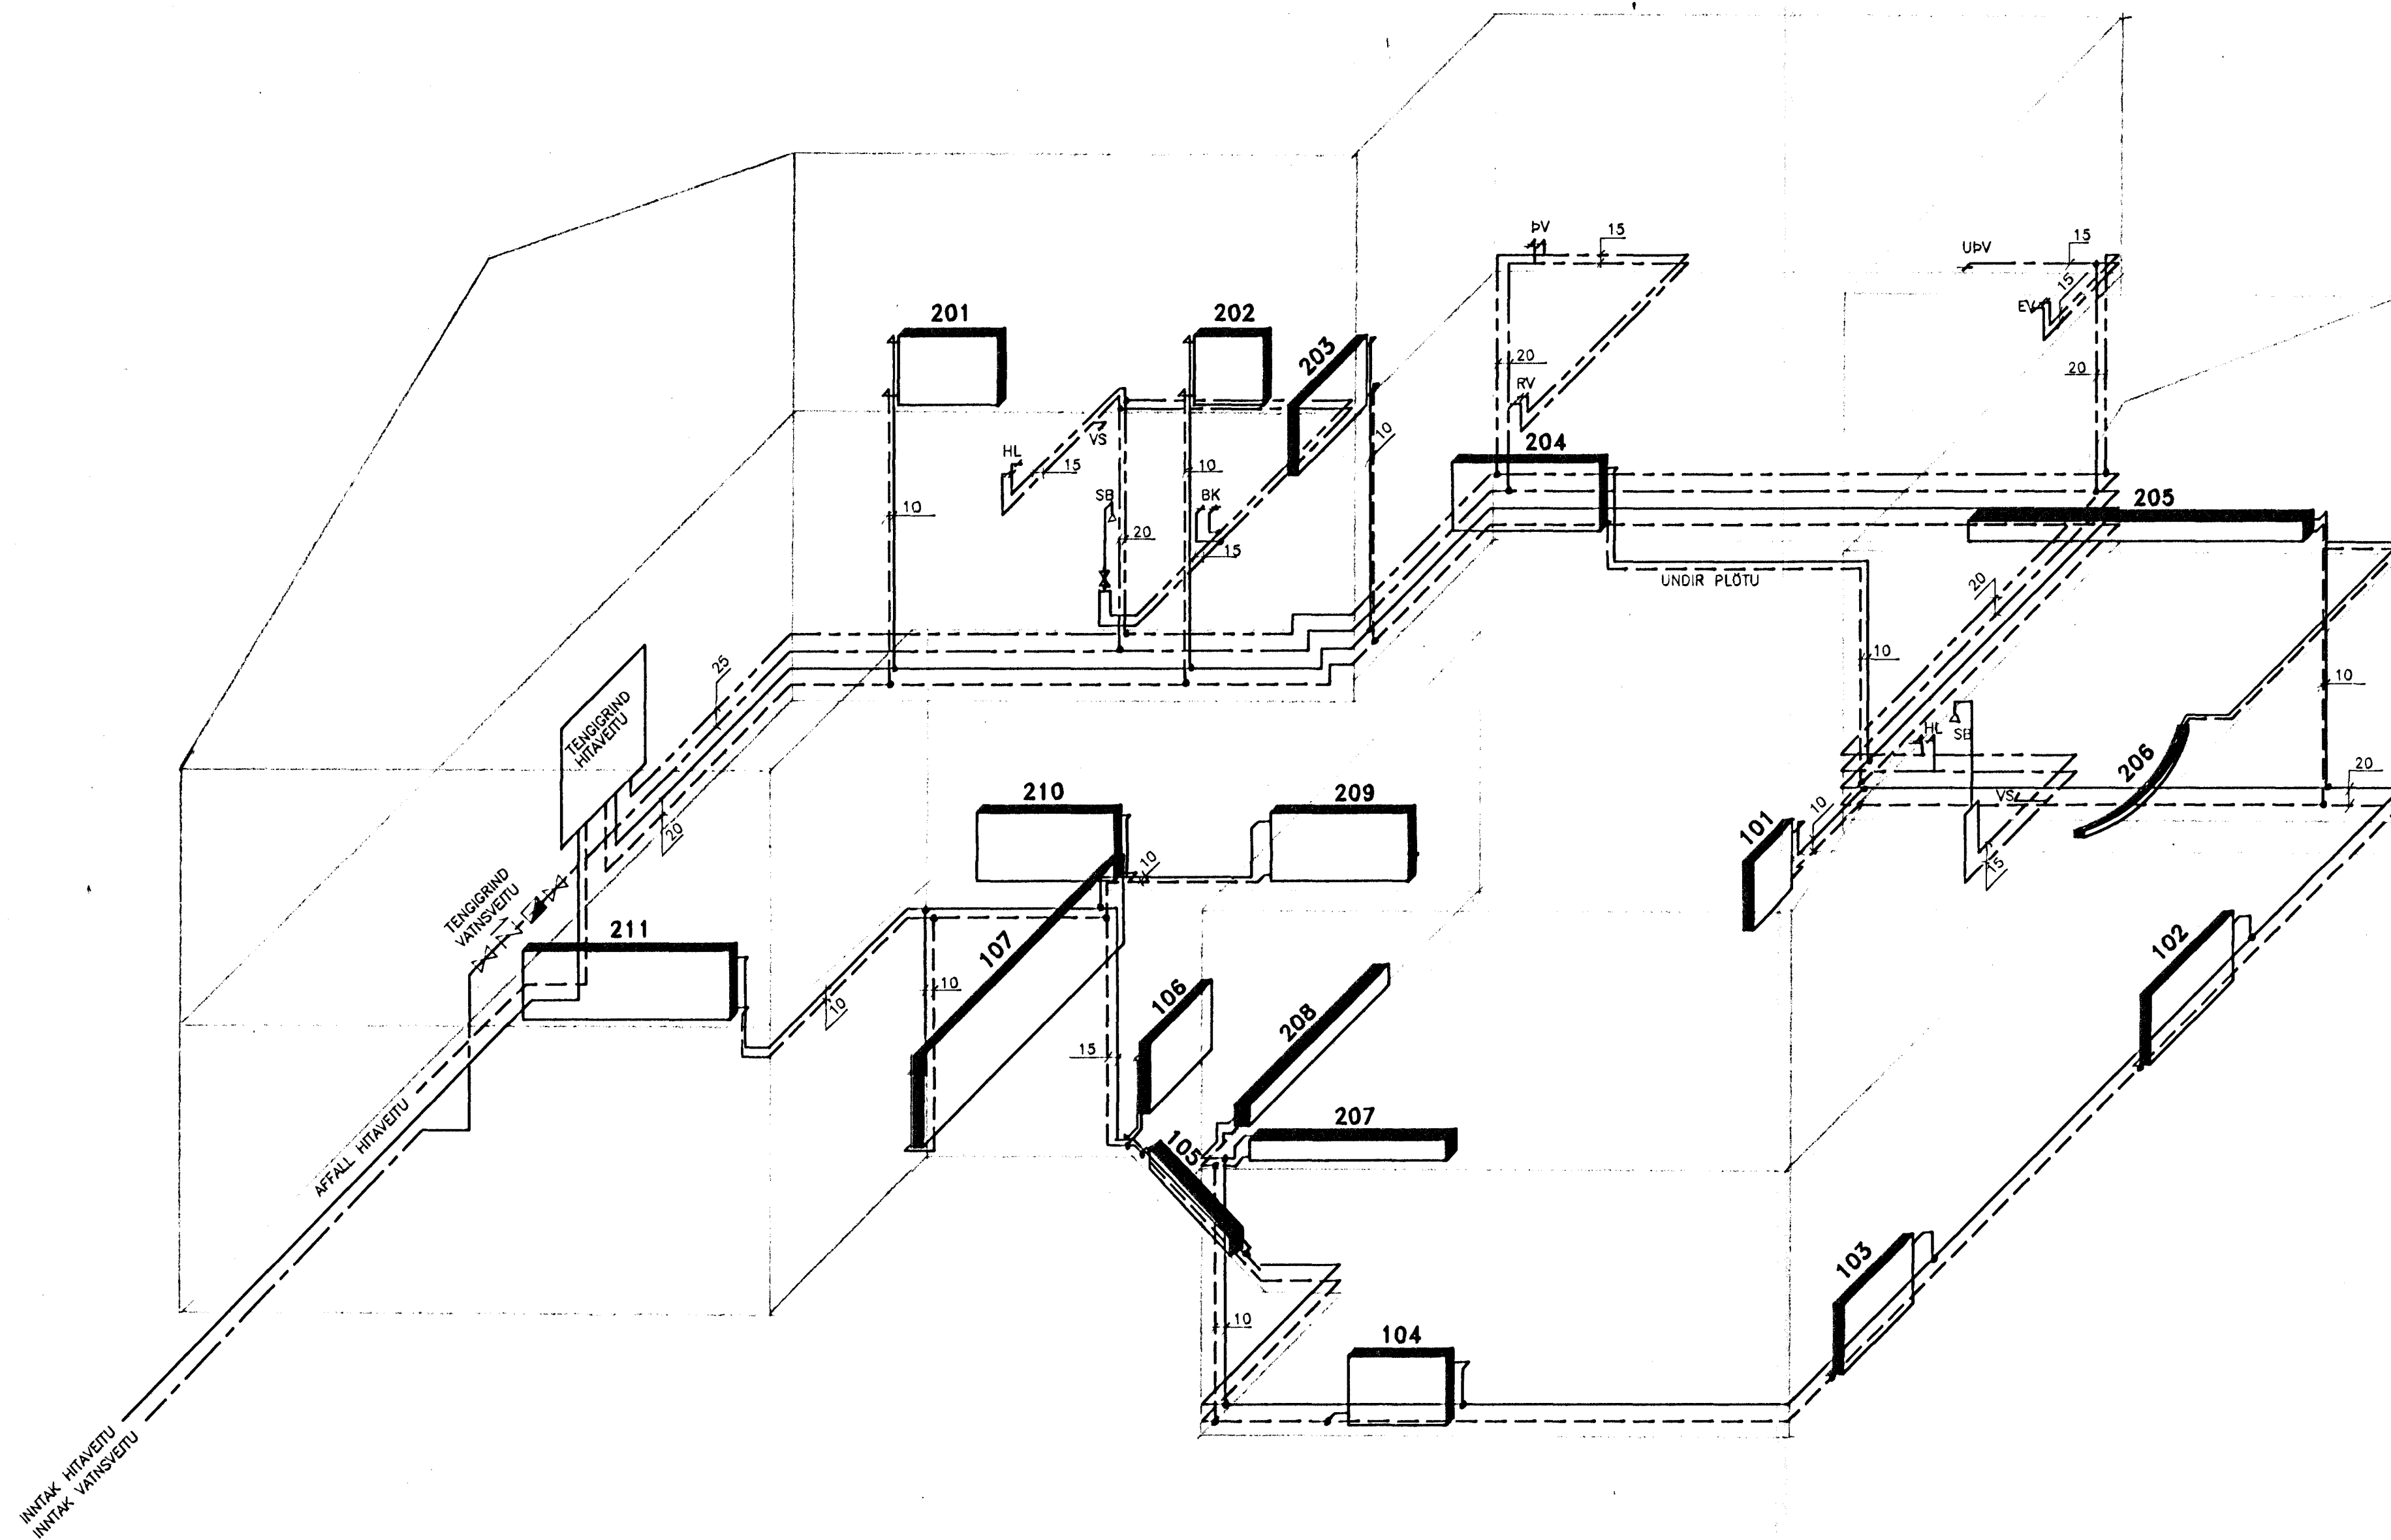 ÞV
15
UÞV
15
15
EV
201
202
203
20
RV
20
10
204
VS
HL
15
10
SB
BK
205
10
20
15
UNDIR PLÖTU
20
25
10
10
TENGIGRIND
HITAVEITU
HL
SB
206
20
210
209
VS
101
10
20
15
10
TENGIGRIND
VATNSVEITU
211
107
102
10
10
106
208
15
207
105
AFFALL HITAVEITU
103
10
104
INNTAK HITAVEITU
INNTAK VATNSVEITU